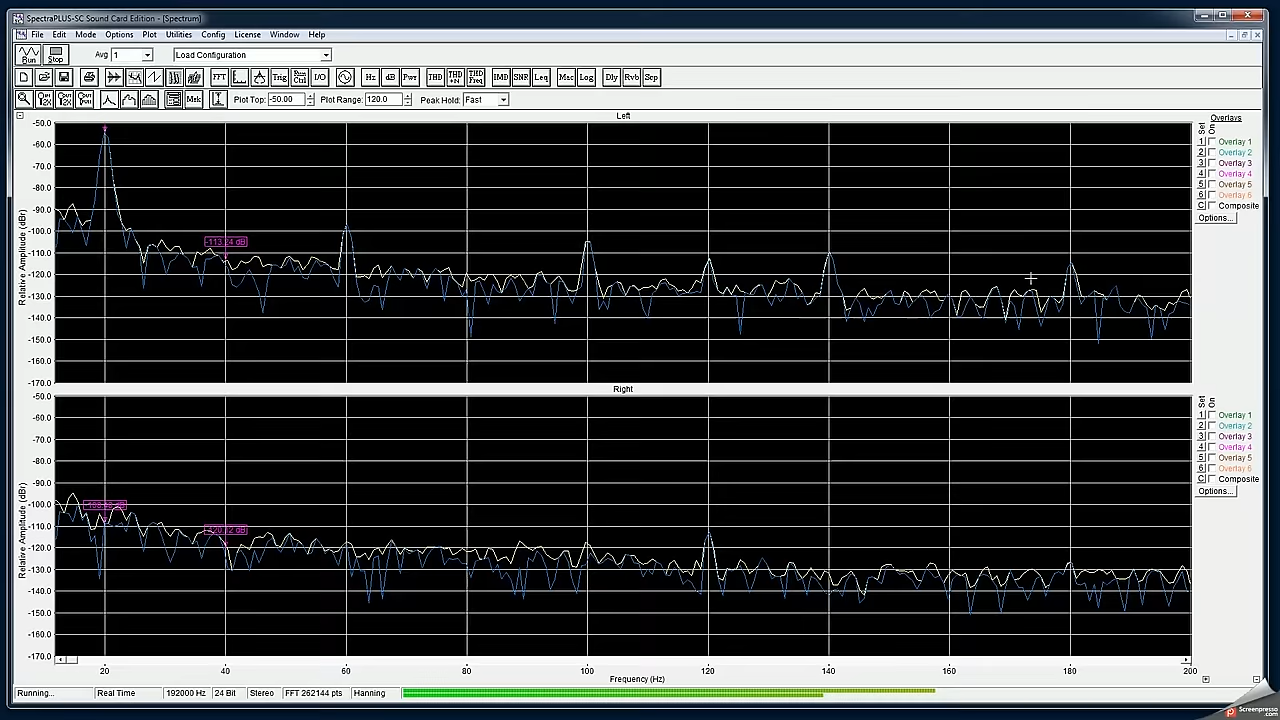 SpectraPLUS-SC Sound Card Edition - [Spectrum]
File Edit Mode Options Plot Utilities Config License Window Help
Run Stop Avg 1 Load Configuration
FFT Trig Run Ctrl I/O Hz dB Pwr THD THD +N THD Freq IMD SNR Leq Mac Log Dly Rvb Scp
Mrk Plot Top: -50.00 Plot Range: 120.0 Peak Hold: Fast
Left
Overlays
Set On
1 Overlay 1
2 Overlay 2
3 Overlay 3
4 Overlay 4
5 Overlay 5
6 Overlay 6
C Composite
Options...
Relative Amplitude (dBr)
-50.0
-60.0
-70.0
-80.0
-90.0
-100.0
-110.0
-120.0
-130.0
-140.0
-150.0
-160.0
-170.0
-113.24 dB
Right
Set On
1 Overlay 1
2 Overlay 2
3 Overlay 3
4 Overlay 4
5 Overlay 5
6 Overlay 6
C Composite
Options...
Relative Amplitude (dBr)
-50.0
-60.0
-70.0
-80.0
-90.0
-100.0
-110.0
-120.0
-130.0
-140.0
-150.0
-160.0
-170.0
20 40 60 80 100 120 140 160 180 200
Frequency (Hz)
Running... Real Time 192000 Hz 24 Bit Stereo FFT 262144 pts Hanning
Screenpresso
.com